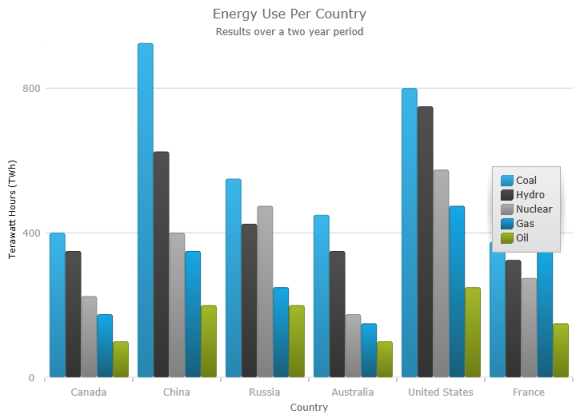 Energy Use Per Country
Results over a two year period
800
400
0
Terawatt Hours (TWh)
Coal
Hydro
Nuclear
Gas
Oil
Canada
China
Russia
Australia
United States
France
Country